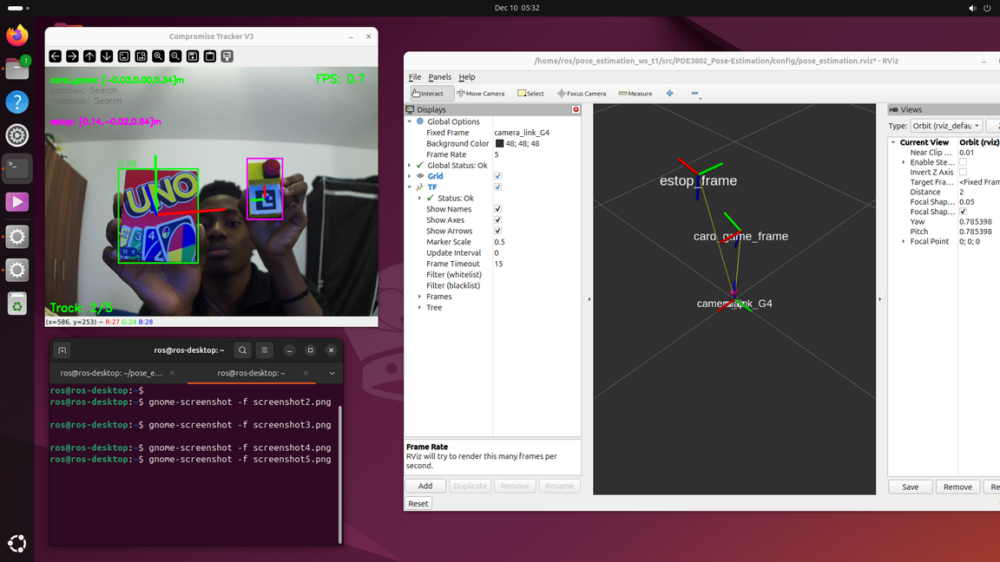 Dec 10 05:32
1
Compromise Tracker V3
card_game: [-0.03,0.00,0.34]m
FPS: 0.7
cardbox: Search
notebook: Search
estop: [0.14,-0.02,0.64]m
0.98
UNO
4
2
Track: 2/5
(x=586, y=253) ~ R:27 G:24 B:28
ros@ros-desktop: ~
ros@ros-desktop: ~/pose_e...
ros@ros-desktop: ~
ros@ros-desktop:~$
ros@ros-desktop:~$ gnome-screenshot -f screenshot2.png
ros@ros-desktop:~$ gnome-screenshot -f screenshot3.png
ros@ros-desktop:~$ gnome-screenshot -f screenshot4.png
ros@ros-desktop:~$ gnome-screenshot -f screenshot5.png
/home/ros/pose_estimation_ws_t1/src/PDE3802_Pose-Estimation/config/pose_estimation.rviz* - RViz
File Panels Help
Interact Move Camera Select Focus Camera Measure
Displays
Global Options
Fixed Frame camera_link_G4
Background Color 48; 48; 48
Frame Rate 5
Global Status: Ok
Grid
TF
Status: Ok
Show Names
Show Axes
Show Arrows
Marker Scale 0.5
Update Interval 0
Frame Timeout 15
Filter (whitelist)
Filter (blacklist)
Frames
Tree
Frame Rate
RViz will try to render this many frames per
second.
Add Duplicate Remove Rename
Reset
estop_frame
card_game_frame
Views
Type: Orbit (rviz_defau
Current View Orbit (rviz)
Near Clip ... 0.01
Enable Ste...
Invert Z Axis
Target Fra... <Fixed Fram
Distance 2
Focal Shap... 0.05
Focal Shap...
Yaw 0.785398
Pitch 0.785398
Focal Point 0; 0; 0
Save Remove Re